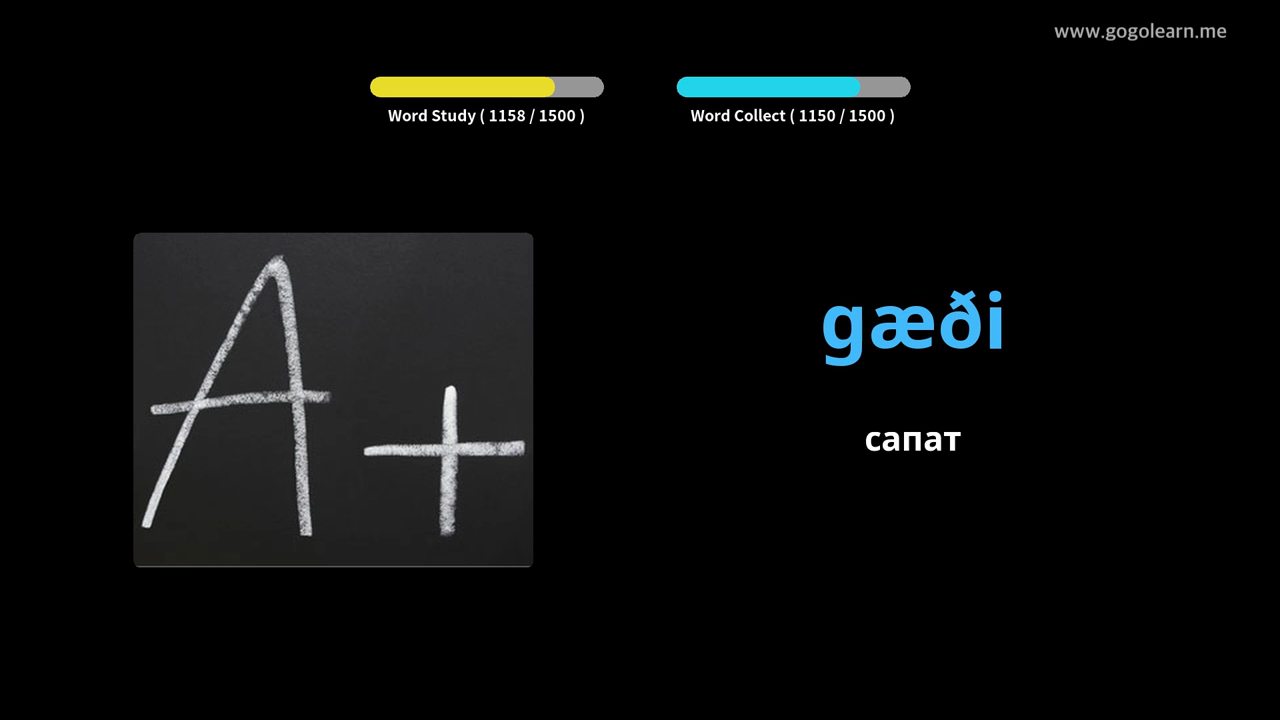 www.gogolearn.me
Word Study ( 1158 / 1500 )
Word Collect ( 1150 / 1500 )
A+
gæði
сапат